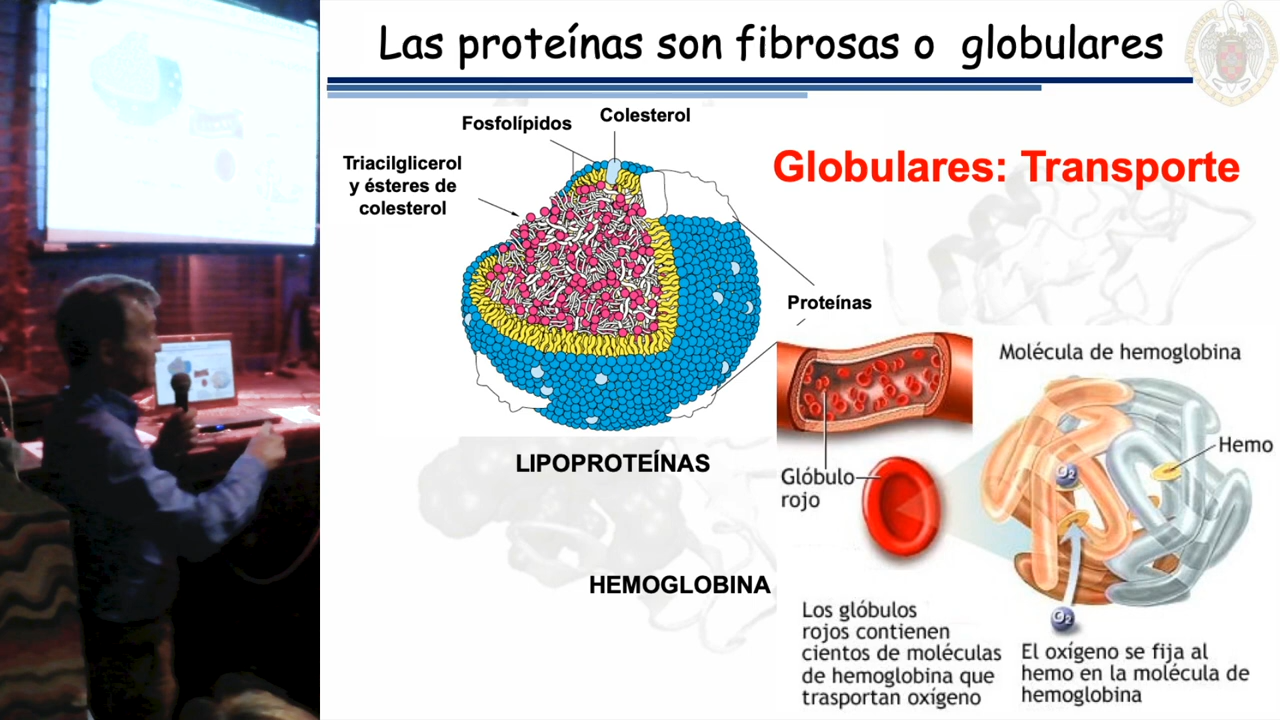 Las proteínas son fibrosas o globulares
Fosfolípidos
Colesterol
Triacilglicerol
y ésteres de
colesterol
Globulares: Transporte
Proteínas
LIPOPROTEÍNAS
HEMOGLOBINA
Molécula de hemoglobina
Hemo
O2
Glóbulo
rojo
O2
Los glóbulos
rojos contienen
cientos de moléculas
de hemoglobina que
trasportan oxígeno
El oxígeno se fija al
hemo en la molécula de
hemoglobina